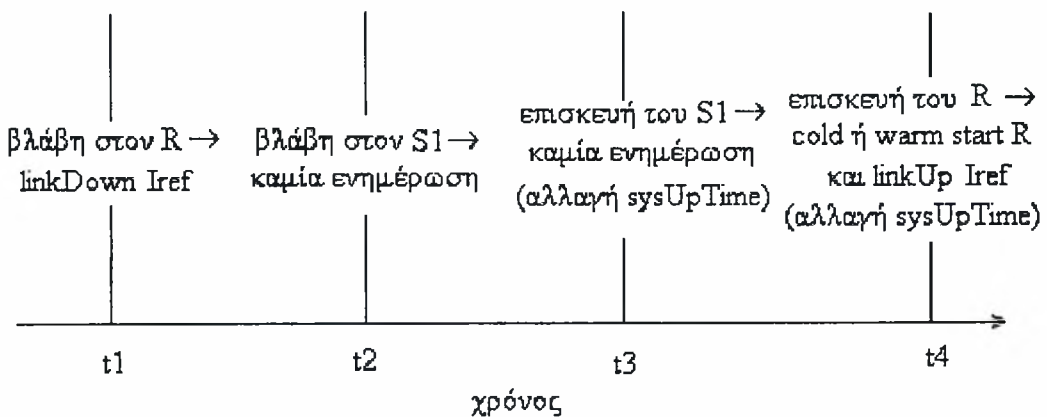 βλάβη στον R →
linkDown Iref
βλάβη στον S1 →
καμία ενημέρωση
επισκευή του S1 →
καμία ενημέρωση
(αλλαγή sysUpTime)
επισκευή του R →
cold ή warm start R
και linkUp Iref
(αλλαγή sysUpTime)
t1
t2
t3
t4
χρόνος